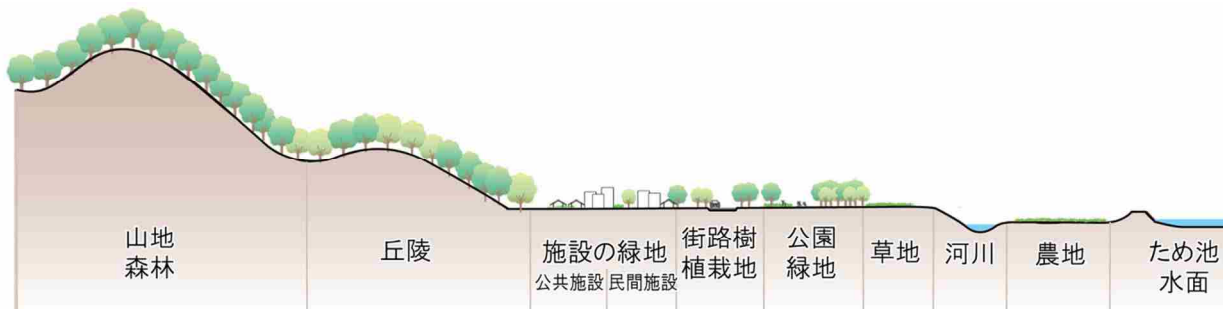 山地
森林
丘陵
施設の緑地
公共施設
民間施設
街路樹
植栽地
公園
緑地
草地
河川
農地
ため池
水面